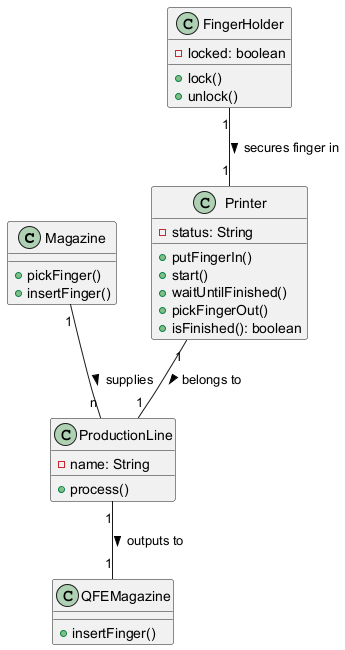 C FingerHolder
locked: boolean
lock()
unlock()
1
secures finger in
1
C Printer
status: String
putFingerIn()
start()
waitUntilFinished()
pickFingerOut()
isFinished(): boolean
C Magazine
pickFinger()
insertFinger()
1
supplies
n
1
belongs to
1
C ProductionLine
name: String
process()
1
outputs to
1
C QFEMagazine
insertFinger()